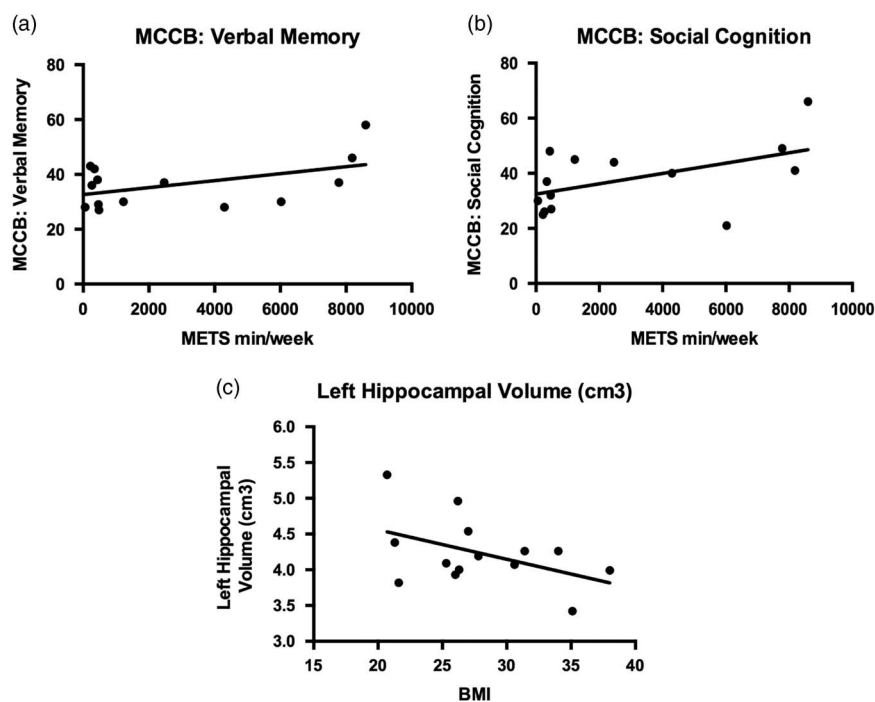 (a)
MCCB: Verbal Memory
MCCB: Verbal Memory
80
60
40
20
0
0 2000 4000 6000 8000 10000
METS min/week
(b)
MCCB: Social Cognition
MCCB: Social Cognition
80
60
40
20
0
0 2000 4000 6000 8000 10000
METS min/week
(c)
Left Hippocampal Volume (cm3)
Left Hippocampal
Volume (cm3)
6.0
5.5
5.0
4.5
4.0
3.5
3.0
15 20 25 30 35 40
BMI